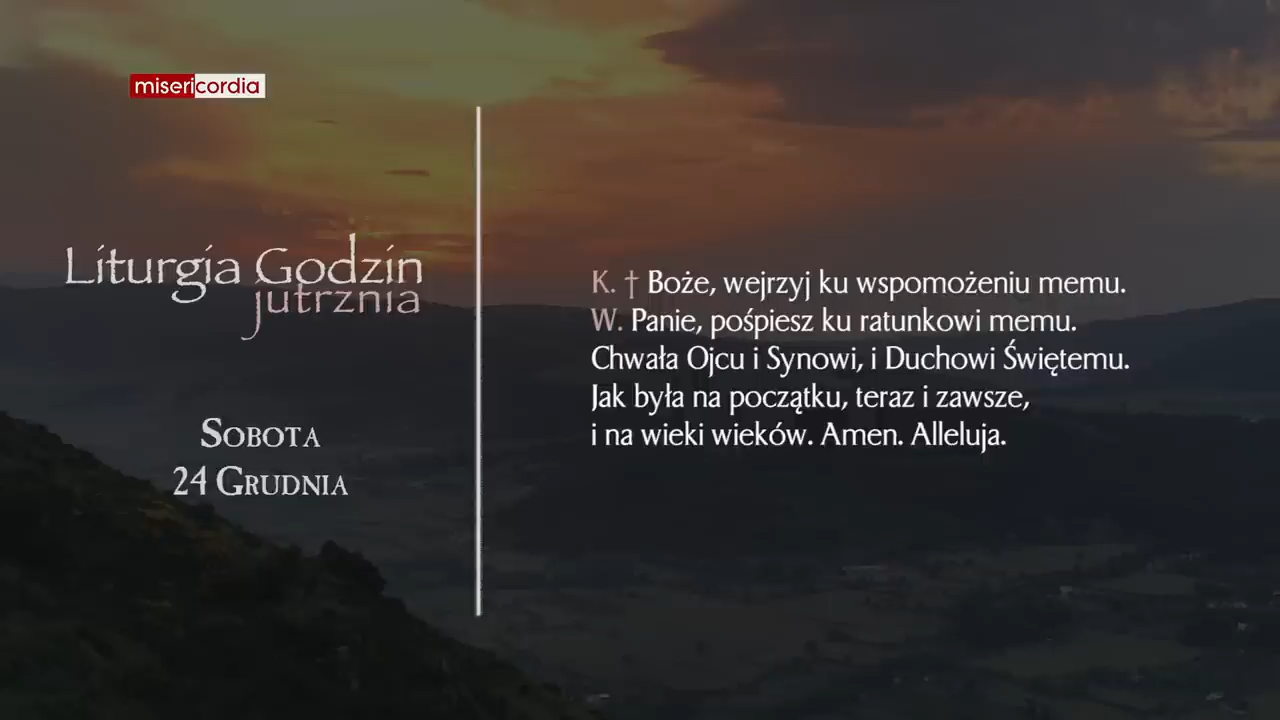 misericordia
Liturgia Godzin
jutrznia
Sobota
24 Grudnia
K. † Boże, wejrzyj ku wspomożeniu memu.
W. Panie, pośpiesz ku ratunkowi memu.
Chwała Ojcu i Synowi, i Duchowi Świętemu.
Jak była na początku, teraz i zawsze,
i na wieki wieków. Amen. Alleluja.